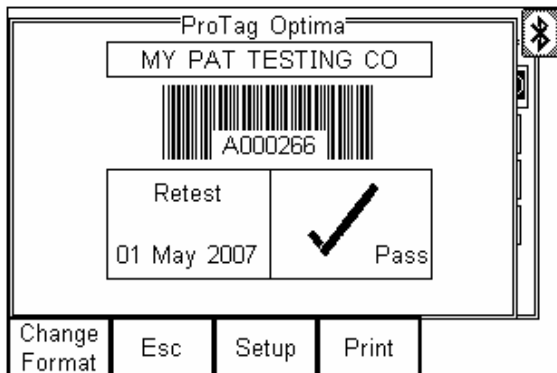 ProTag Optima
MY PAT TESTING CO
A000266
Retest
01 May 2007
Pass
Change
Format
Esc
Setup
Print